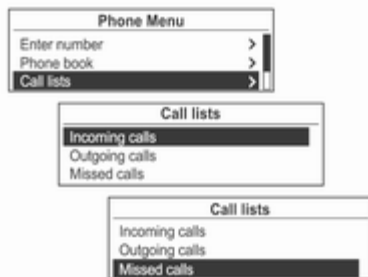 Phone Menu
Enter number
Phone book
Call lists
Call lists
Incoming calls
Outgoing calls
Missed calls
Call lists
Incoming calls
Outgoing calls
Missed calls